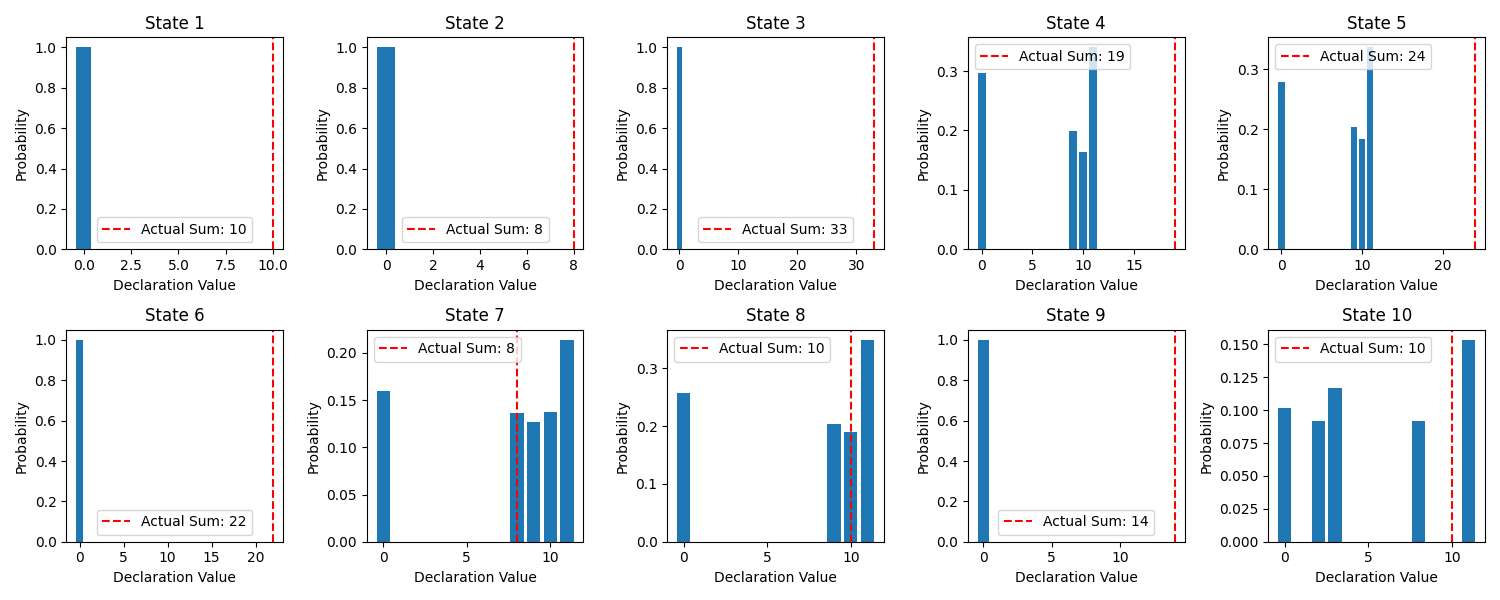 State 1
Probability
1.0
0.8
0.6
0.4
0.2
0.0
Actual Sum: 10
0.0 2.5 5.0 7.5 10.0
Declaration Value
State 2
Probability
1.0
0.8
0.6
0.4
0.2
0.0
Actual Sum: 8
0 2 4 6 8
Declaration Value
State 3
Probability
1.0
0.8
0.6
0.4
0.2
0.0
Actual Sum: 33
0 10 20 30
Declaration Value
State 4
Probability
Actual Sum: 19
0.3
0.2
0.1
0.0
0 5 10 15
Declaration Value
State 5
Probability
Actual Sum: 24
0.3
0.2
0.1
0.0
0 10 20
Declaration Value
State 6
Probability
1.0
0.8
0.6
0.4
0.2
0.0
Actual Sum: 22
0 5 10 15 20
Declaration Value
State 7
Probability
Actual Sum: 8
0.20
0.15
0.10
0.05
0.00
0 5 10
Declaration Value
State 8
Probability
Actual Sum: 10
0.3
0.2
0.1
0.0
0 5 10
Declaration Value
State 9
Probability
1.0
0.8
0.6
0.4
0.2
0.0
Actual Sum: 14
0 5 10
Declaration Value
State 10
Probability
Actual Sum: 10
0.150
0.125
0.100
0.075
0.050
0.025
0.000
0 5 10
Declaration Value